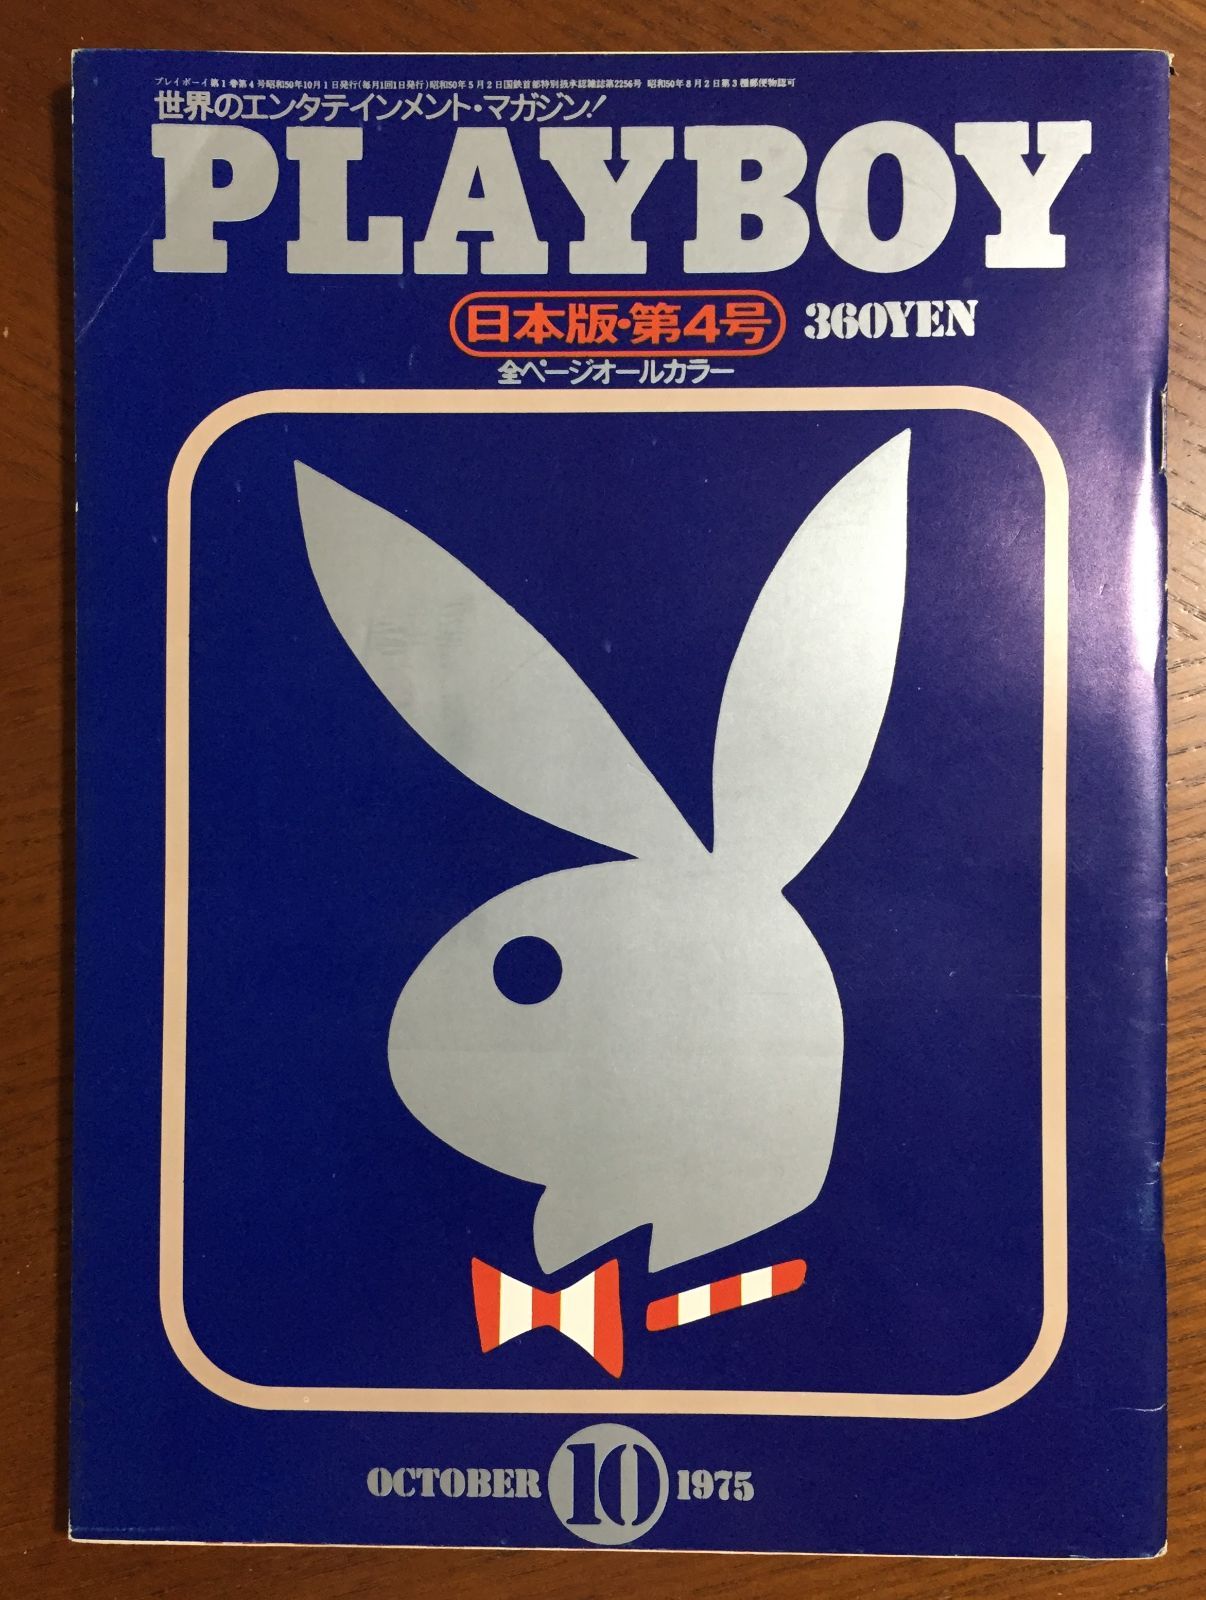 プレイボーイ第1巻第4号昭和50年10月1日発行(毎月1回1日発行)昭和50年5月2日国鉄首都特別扱承認雑誌第2256号 昭和50年8月2日第3種郵便物認可
世界のエンタテインメント・マガジン!
PLAYBOY
日本版・第4号 360YEN
全ページオールカラー
OCTOBER 10 1975